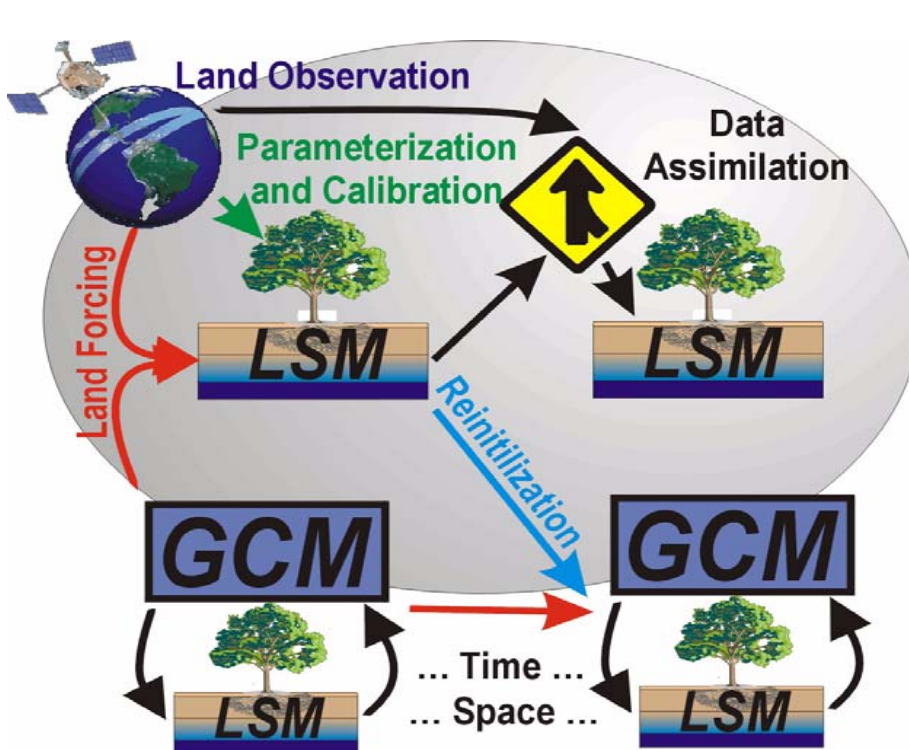 Land Observation
Parameterization
and Calibration
Data
Assimilation
Land Forcing
LSM
LSM
Reinitilization
GCM
GCM
... Time ...
... Space ...
LSM
LSM